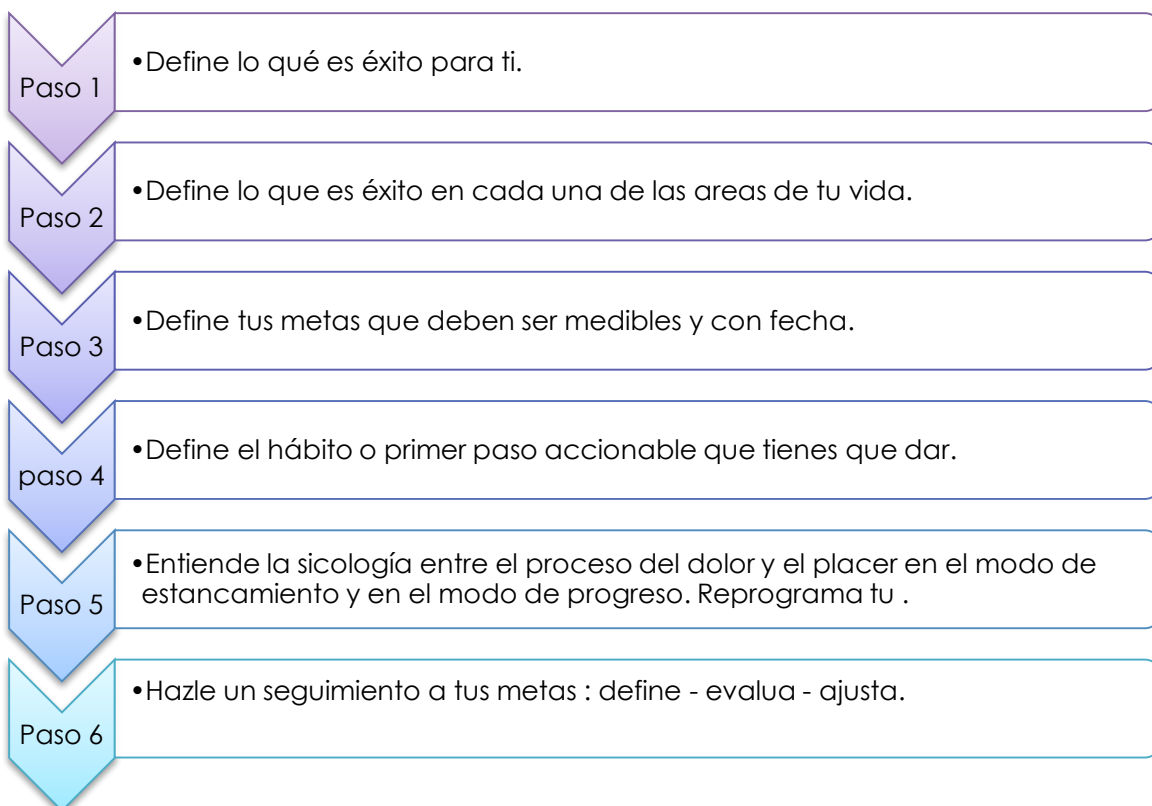 Paso 1
•Define lo qué es éxito para ti.
Paso 2
•Define lo que es éxito en cada una de las areas de tu vida.
Paso 3
•Define tus metas que deben ser medibles y con fecha.
paso 4
•Define el hábito o primer paso accionable que tienes que dar.
Paso 5
•Entiende la sicología entre el proceso del dolor y el placer en el modo de
estancamiento y en el modo de progreso. Reprograma tu .
Paso 6
•Hazle un seguimiento a tus metas : define - evalua - ajusta.